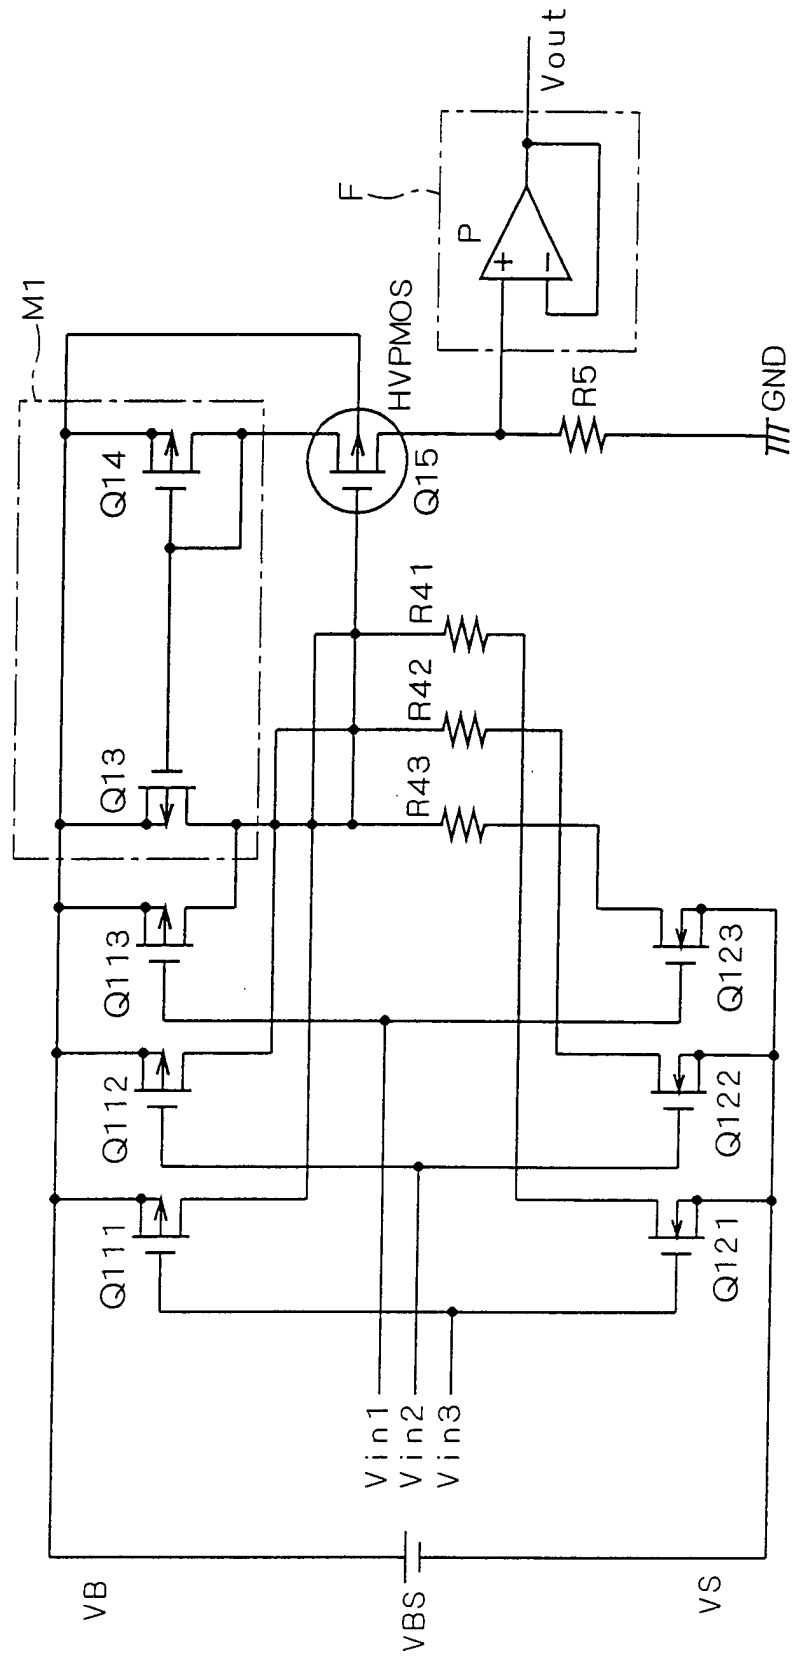 VB
VBS
VS
Vin1
Vin2
Vin3
Q111
Q112
Q113
Q13
Q14
M1
Q121
Q122
Q123
R43
R42
R41
Q15
HVPMOS
R5
GND
F
P
+
−
Vout